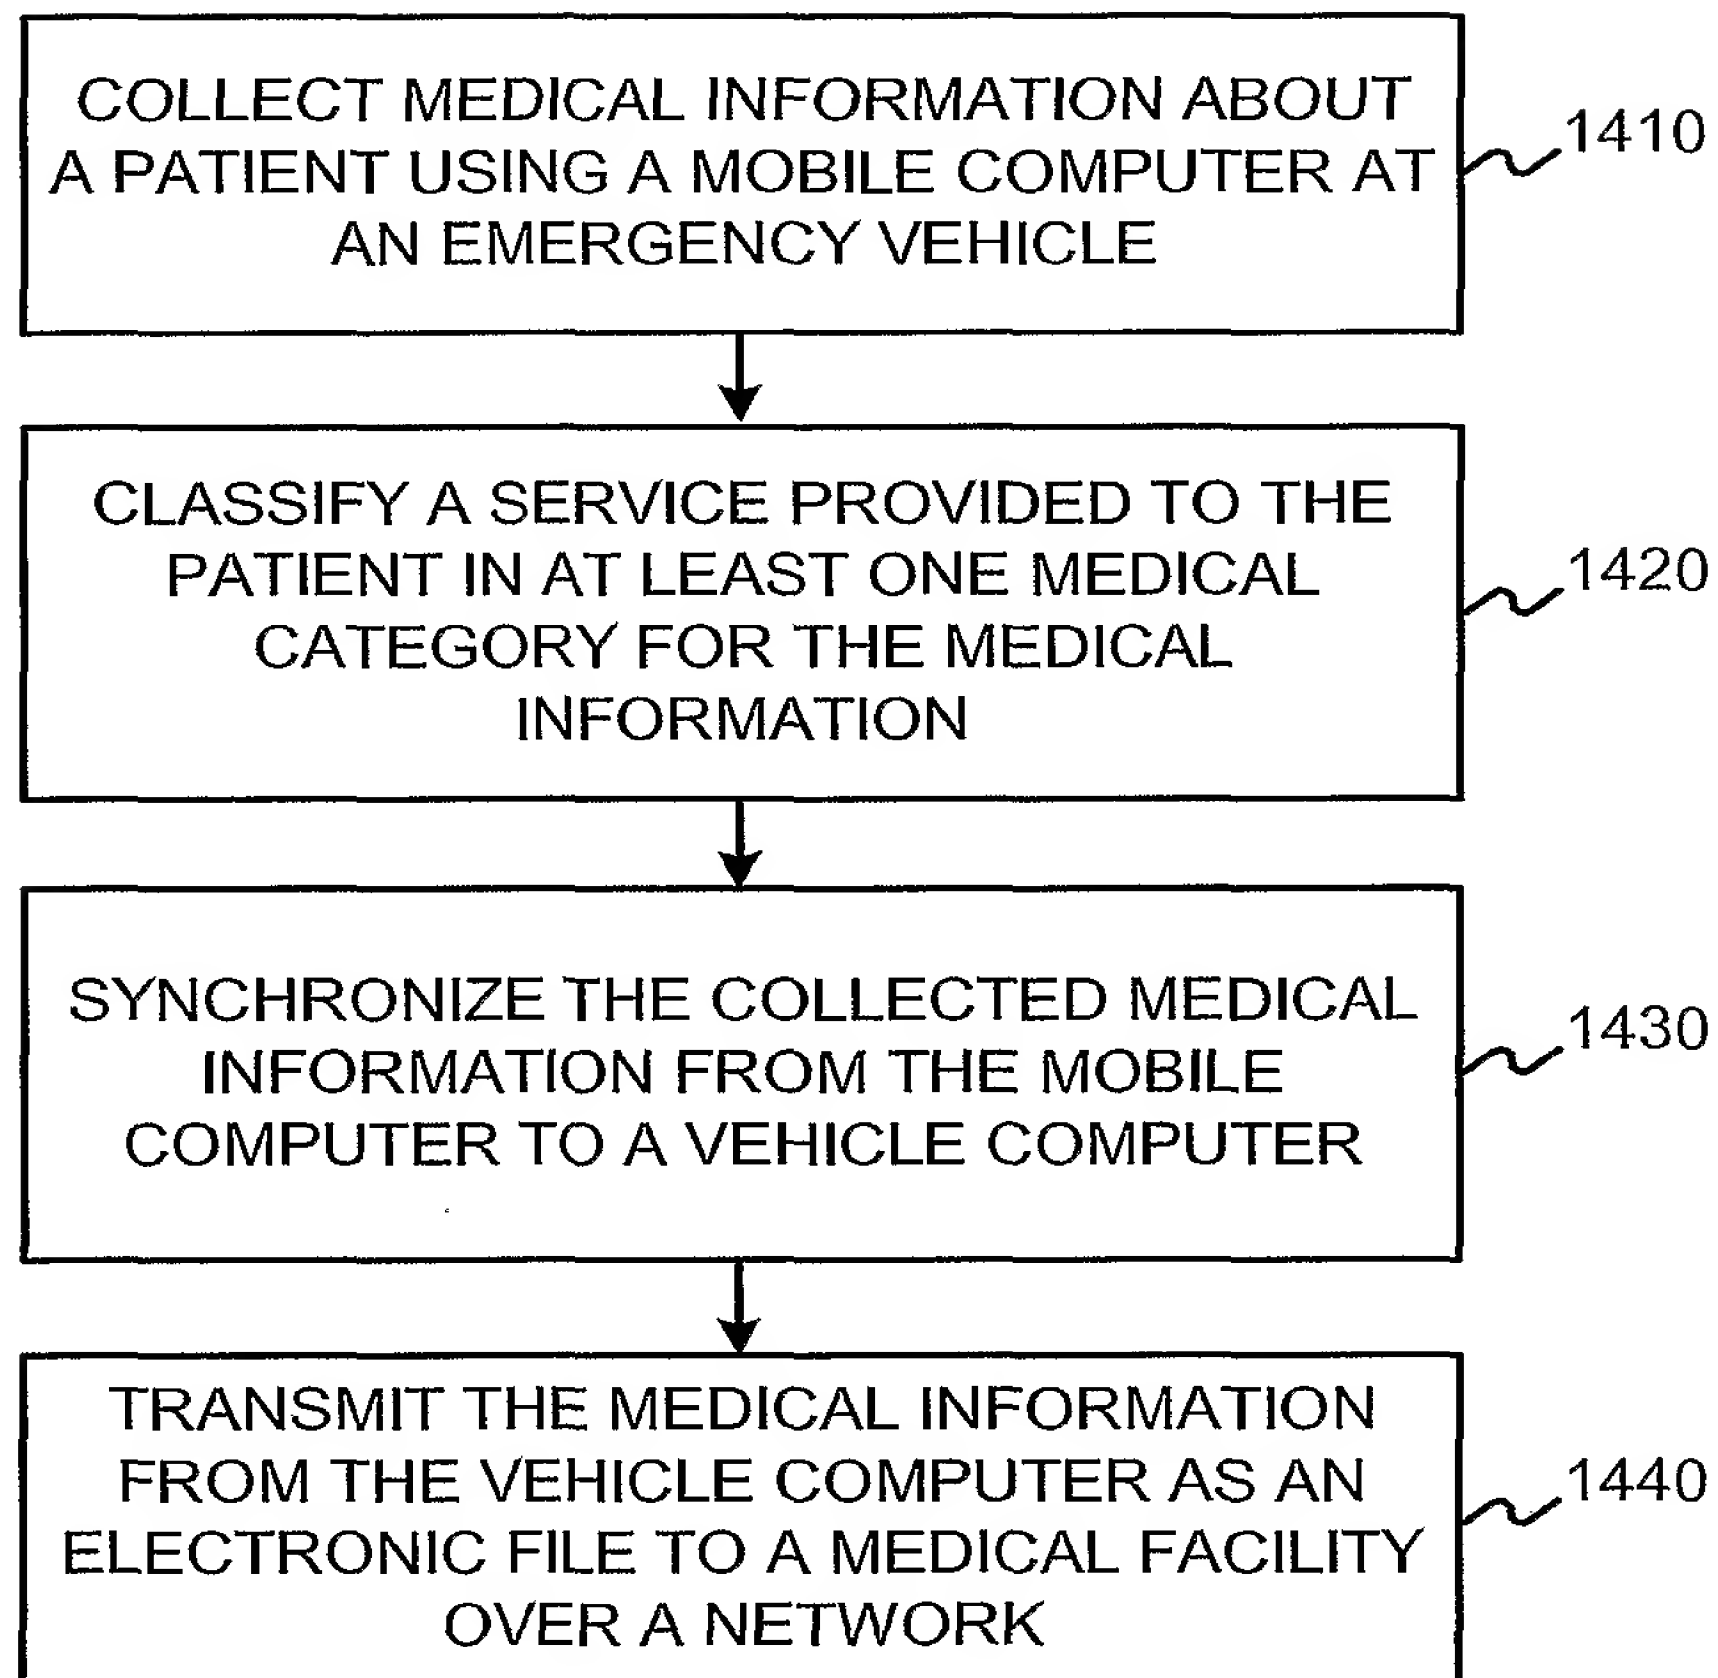 COLLECT MEDICAL INFORMATION ABOUT
A PATIENT USING A MOBILE COMPUTER AT
AN EMERGENCY VEHICLE
1410
CLASSIFY A SERVICE PROVIDED TO THE
PATIENT IN AT LEAST ONE MEDICAL
CATEGORY FOR THE MEDICAL
INFORMATION
1420
SYNCHRONIZE THE COLLECTED MEDICAL
INFORMATION FROM THE MOBILE
COMPUTER TO A VEHICLE COMPUTER
1430
TRANSMIT THE MEDICAL INFORMATION
FROM THE VEHICLE COMPUTER AS AN
ELECTRONIC FILE TO A MEDICAL FACILITY
OVER A NETWORK
1440